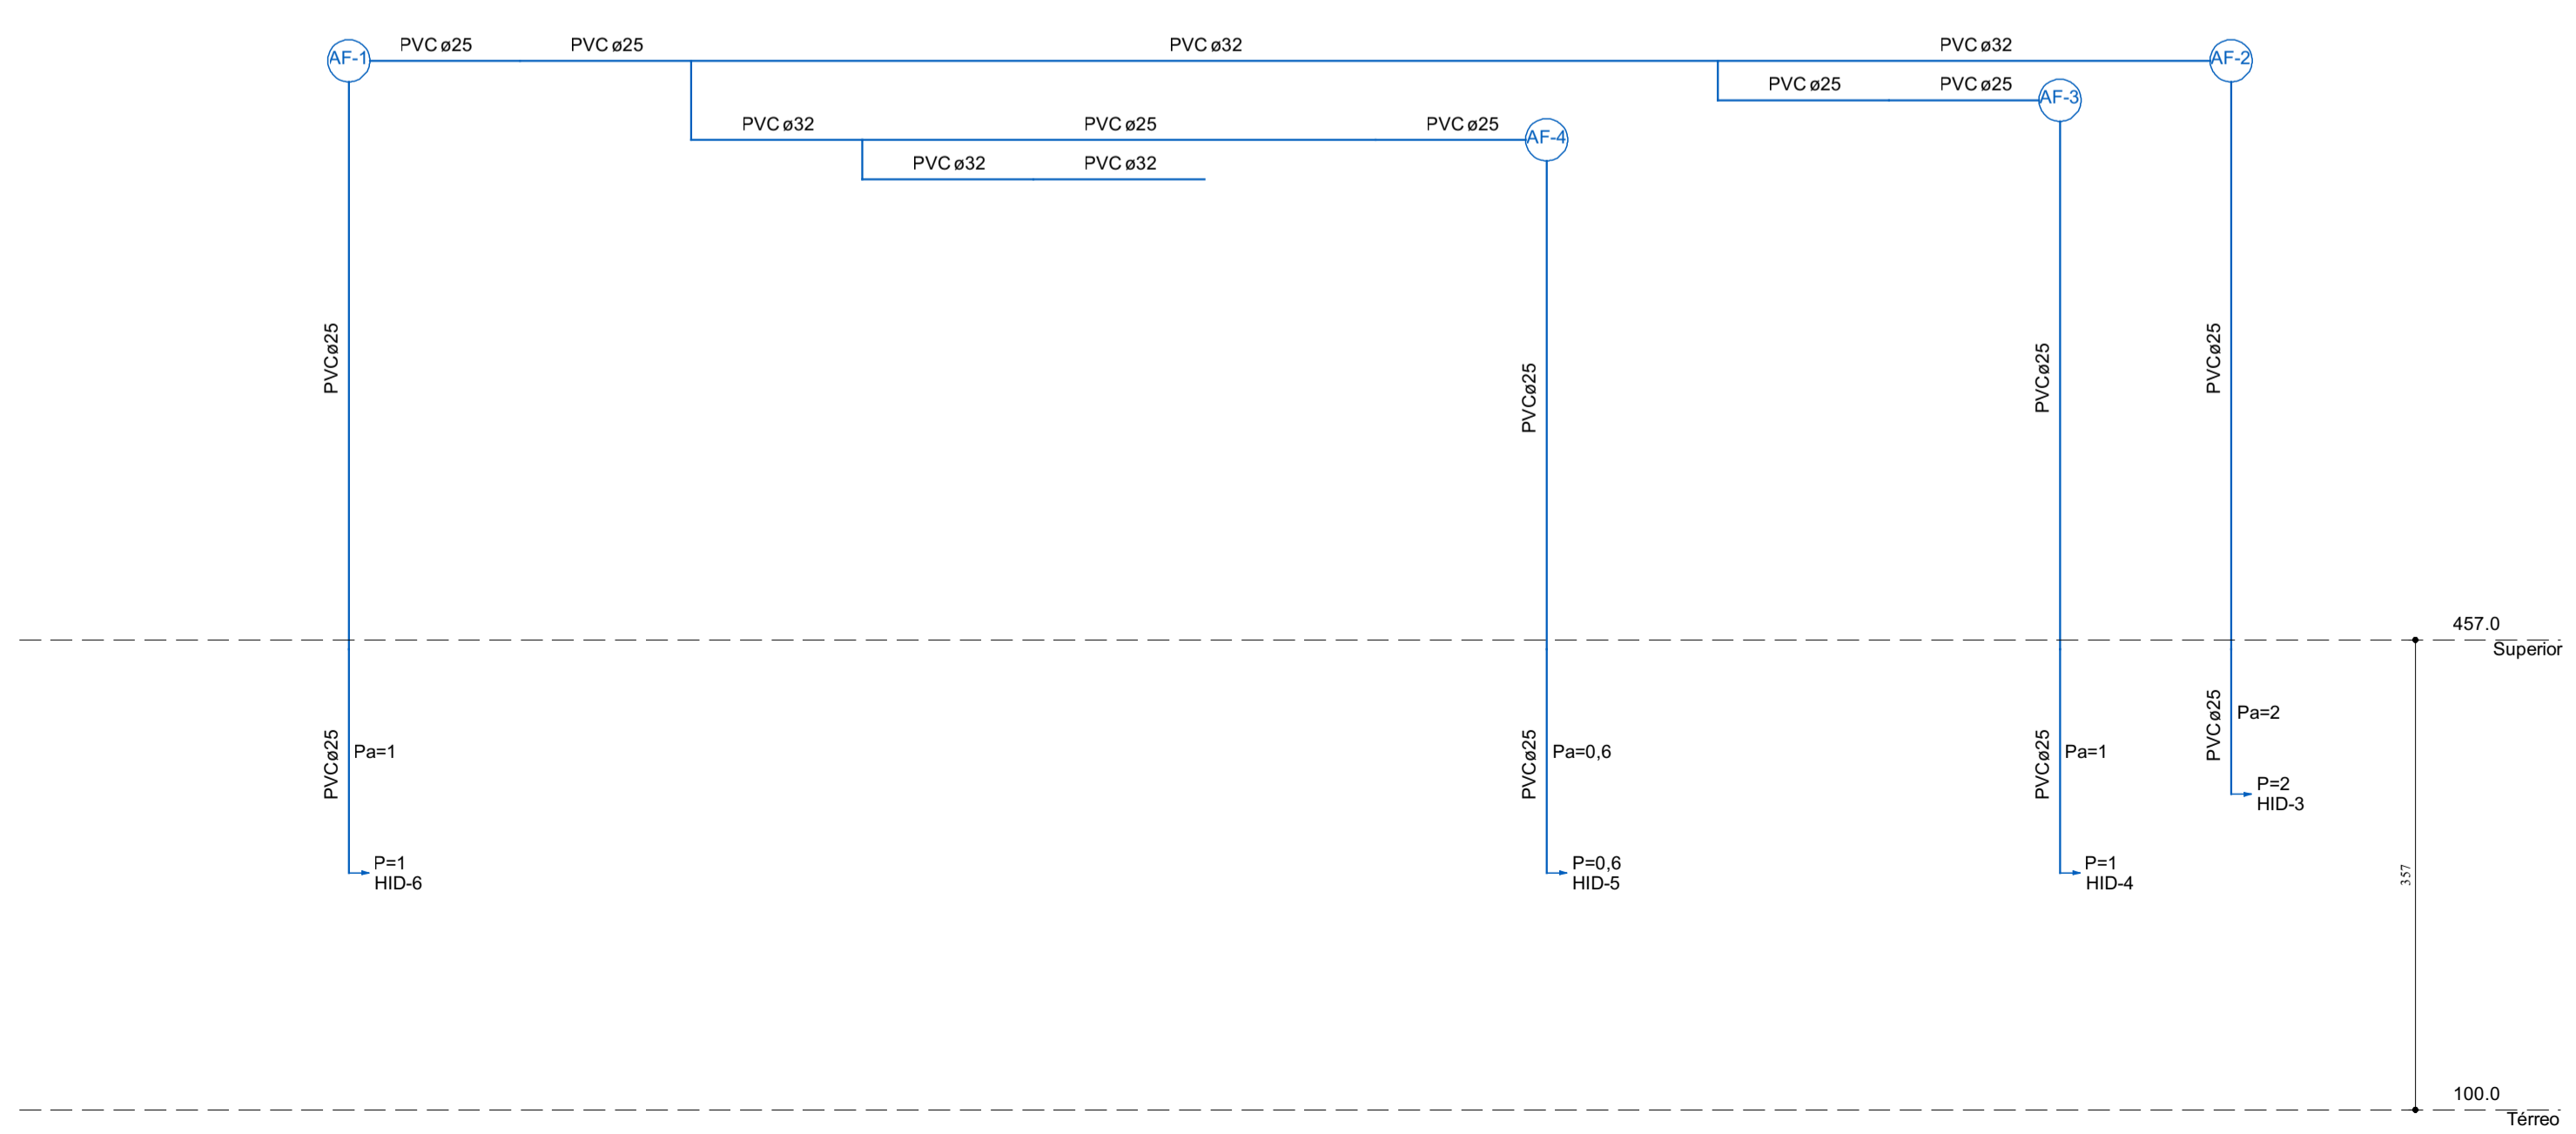 PVC ø25
PVC ø25
PVC ø32
PVC ø32
AF-1
AF-2
PVC ø25
PVC ø25
AF-3
PVC ø32
PVC ø25
PVC ø25
AF-4
PVC ø32
PVC ø32
PVCø25
PVCø25
PVCø25
PVCø25
457.0
Superior
PVCø25
Pa=1
PVCø25
Pa=0,6
PVCø25
Pa=1
PVCø25
Pa=2
P=2
HID-3
P=1
HID-6
P=0,6
HID-5
P=1
HID-4
357
100.0
Térreo